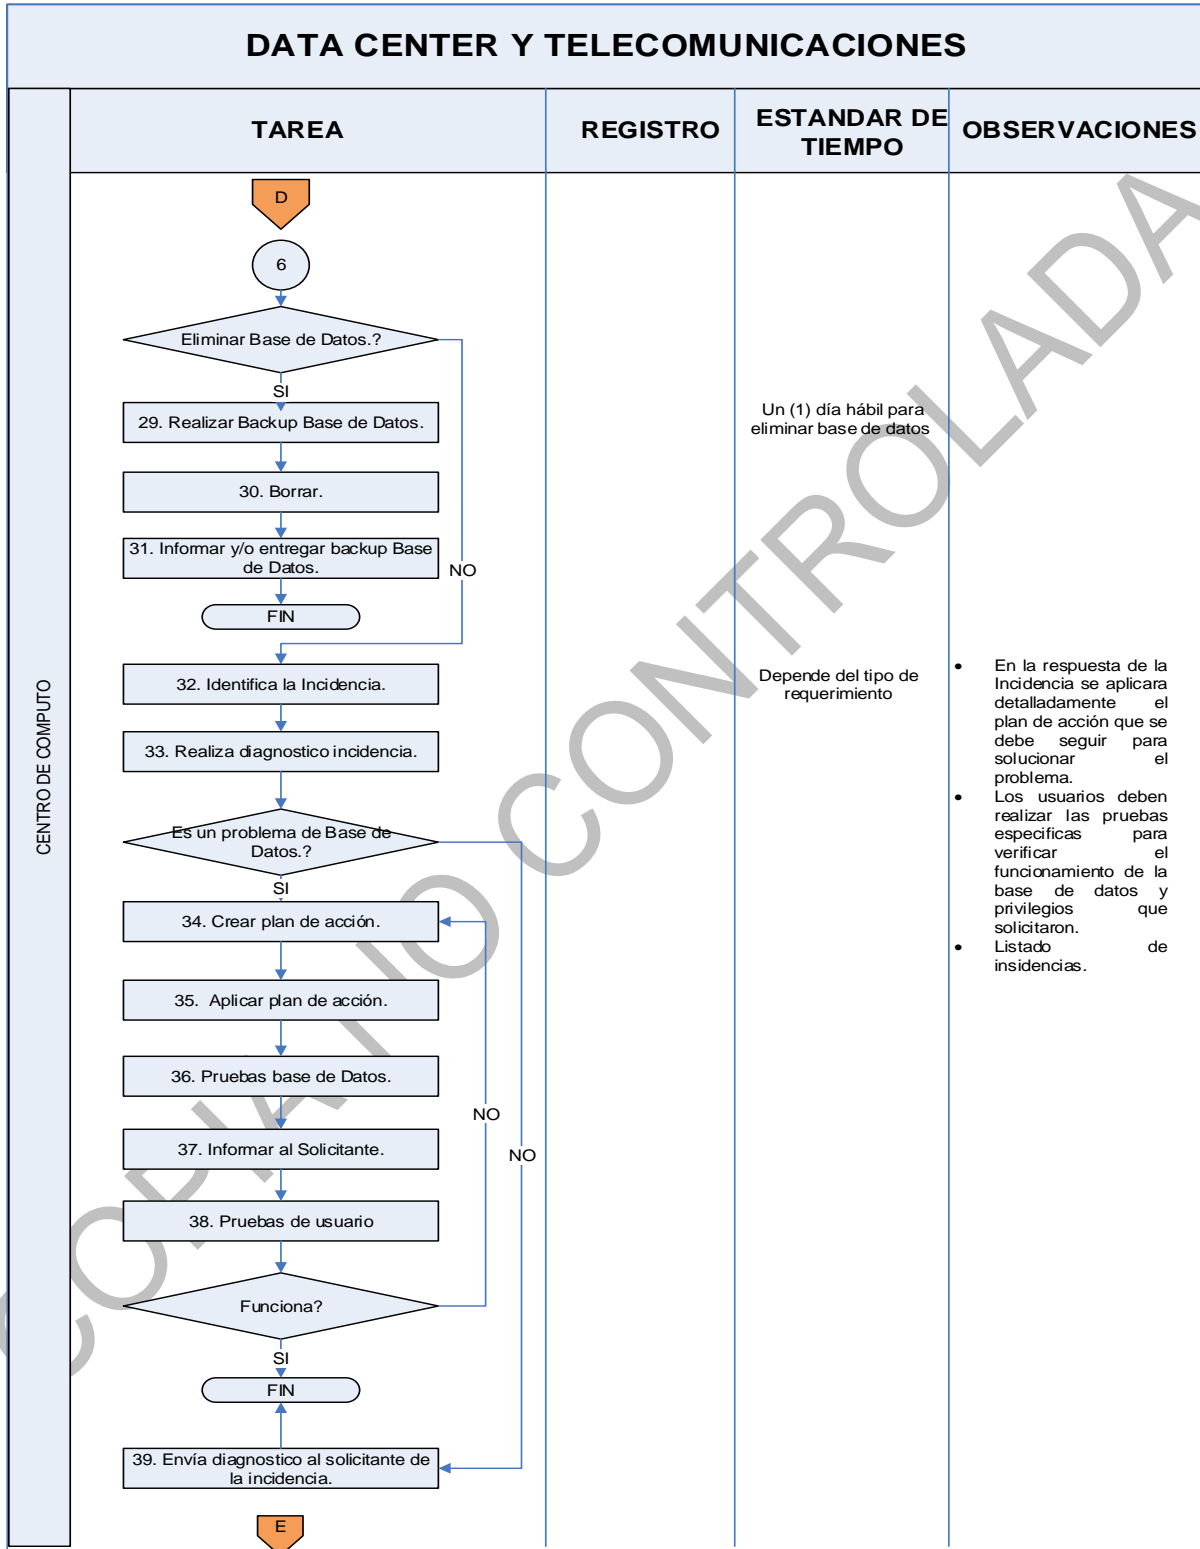 DATA CENTER Y TELECOMUNICACIONES
TAREA
REGISTRO
ESTANDAR DE
TIEMPO
OBSERVACIONES
CENTRO DE COMPUTO
D
6
Eliminar Base de Datos.?
SI
29. Realizar Backup Base de Datos.
Un (1) día hábil para
eliminar base de datos
30. Borrar.
31. Informar y/o entregar backup Base
de Datos.
NO
FIN
32. Identifica la Incidencia.
Depende del tipo de
requerimiento
• En la respuesta de la
Incidencia se aplicara
detalladamente el
plan de acción que se
debe seguir para
solucionar el
problema.
• Los usuarios deben
realizar las pruebas
especificas para
verificar el
funcionamiento de la
base de datos y
privilegios que
solicitaron.
• Listado de
insidencias.
33. Realiza diagnostico incidencia.
Es un problema de Base de
Datos.?
SI
34. Crear plan de acción.
35. Aplicar plan de acción.
36. Pruebas base de Datos.
NO
37. Informar al Solicitante.
NO
38. Pruebas de usuario
Funciona?
SI
FIN
39. Envía diagnostico al solicitante de
la incidencia.
E
COPIA NO CONTROLADA